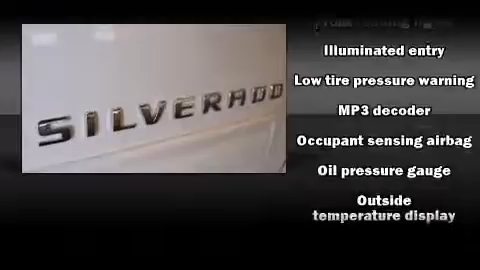 SILVERADO
Illuminated entry
Low tire pressure warning
MP3 decoder
Occupant sensing airbag
Oil pressure gauge
Outside
temperature display